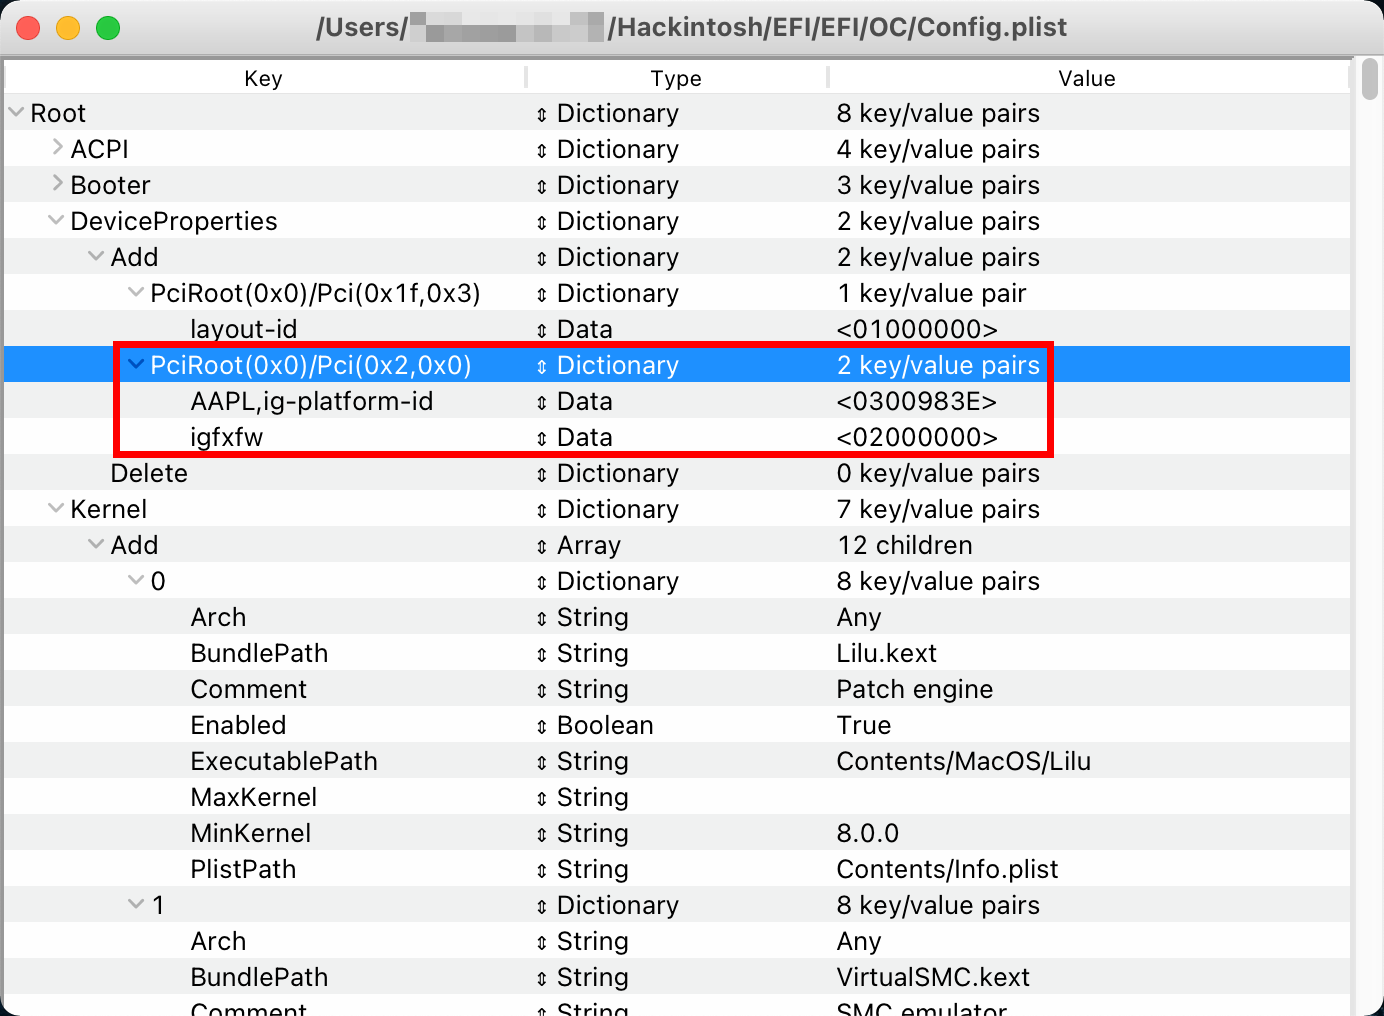 /Users/ /Hackintosh/EFI/EFI/OC/Config.plist
Key Type Value
Root Dictionary 8 key/value pairs
ACPI Dictionary 4 key/value pairs
Booter Dictionary 3 key/value pairs
DeviceProperties Dictionary 2 key/value pairs
Add Dictionary 2 key/value pairs
PciRoot(0x0)/Pci(0x1f,0x3) Dictionary 1 key/value pair
layout-id Data <01000000>
PciRoot(0x0)/Pci(0x2,0x0) Dictionary 2 key/value pairs
AAPL,ig-platform-id Data <0300983E>
igfxfw Data <02000000>
Delete Dictionary 0 key/value pairs
Kernel Dictionary 7 key/value pairs
Add Array 12 children
0 Dictionary 8 key/value pairs
Arch String Any
BundlePath String Lilu.kext
Comment String Patch engine
Enabled Boolean True
ExecutablePath String Contents/MacOS/Lilu
MaxKernel String
MinKernel String 8.0.0
PlistPath String Contents/Info.plist
1 Dictionary 8 key/value pairs
Arch String Any
BundlePath String VirtualSMC.kext
Comment String SMC emulator